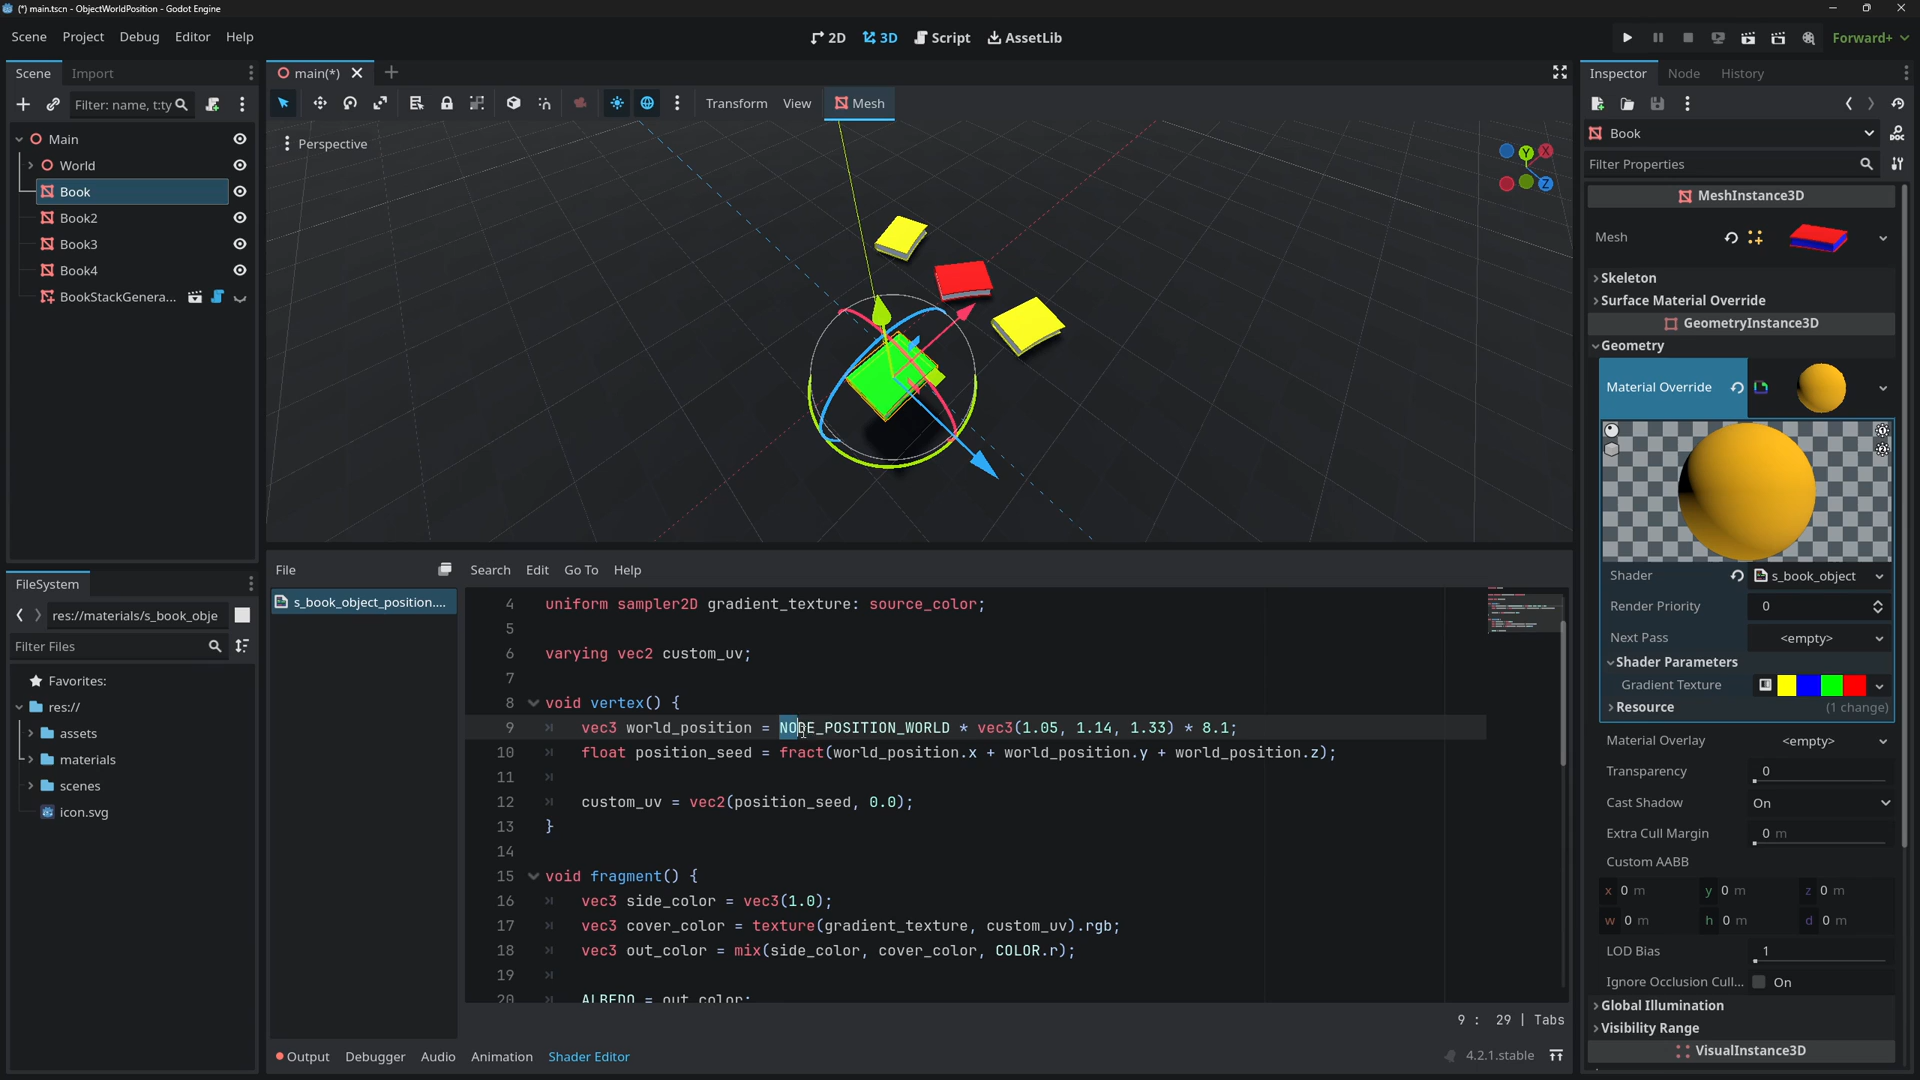 (*) main.tscn - ObjectWorldPosition - Godot Engine
Scene Project Debug Editor Help
2D 3D Script AssetLib
Forward+
Scene Import
Filter: name, t:ty
Main
World
Book
Book2
Book3
Book4
BookStackGenera...
FileSystem
res://materials/s_book_obje
Filter Files
Favorites:
res://
assets
materials
scenes
icon.svg
main(*)
Transform View Mesh
Perspective
Y X Z
File
s_book_object_position....
Search Edit Go To Help
4 uniform sampler2D gradient_texture: source_color;
5
6 varying vec2 custom_uv;
7
8 void vertex() {
9 vec3 world_position = NODE_POSITION_WORLD * vec3(1.05, 1.14, 1.33) * 8.1;
10 float position_seed = fract(world_position.x + world_position.y + world_position.z);
11
12 custom_uv = vec2(position_seed, 0.0);
13 }
14
15 void fragment() {
16 vec3 side_color = vec3(1.0);
17 vec3 cover_color = texture(gradient_texture, custom_uv).rgb;
18 vec3 out_color = mix(side_color, cover_color, COLOR.r);
19
20 ALBEDO = out_color;
9 : 29 | Tabs
Output Debugger Audio Animation Shader Editor
4.2.1.stable
Inspector Node History
Book
Filter Properties
MeshInstance3D
Mesh
Skeleton
Surface Material Override
GeometryInstance3D
Geometry
Material Override
Shader s_book_object
Render Priority 0
Next Pass <empty>
Shader Parameters
Gradient Texture
Resource (1 change)
Material Overlay <empty>
Transparency 0
Cast Shadow On
Extra Cull Margin 0 m
Custom AABB
x 0 m y 0 m z 0 m
w 0 m h 0 m d 0 m
LOD Bias 1
Ignore Occlusion Cull... On
Global Illumination
Visibility Range
VisualInstance3D